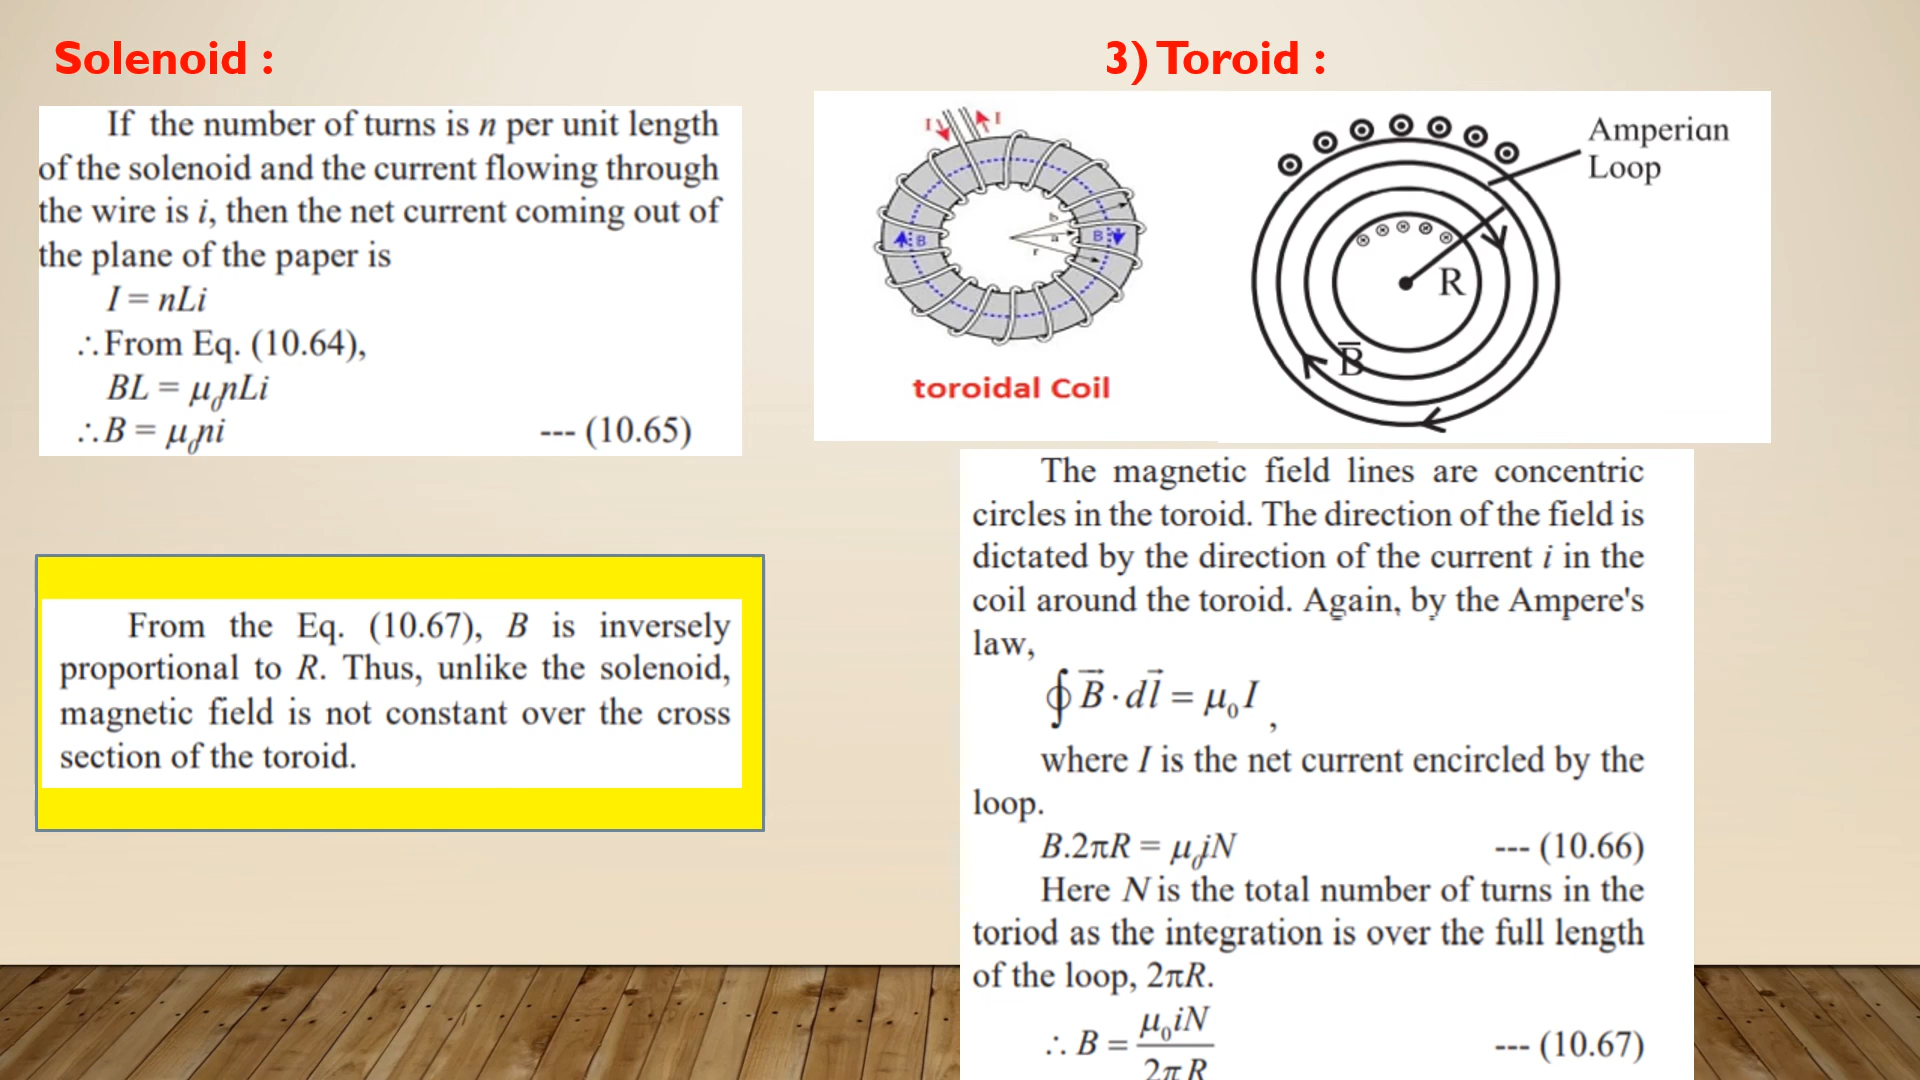 Solenoid :
If the number of turns is n per unit length
of the solenoid and the current flowing through
the wire is i, then the net current coming out of
the plane of the paper is
I = nLi
∴From Eq. (10.64),
BL = μ₀nLi
∴B = μ₀ni --- (10.65)
From the Eq. (10.67), B is inversely
proportional to R. Thus, unlike the solenoid,
magnetic field is not constant over the cross
section of the toroid.
3) Toroid :
I I
b
a
r
B B
toroidal Coil
Amperian
Loop
R
B̅
The magnetic field lines are concentric
circles in the toroid. The direction of the field is
dictated by the direction of the current i in the
coil around the toroid. Again, by the Ampere's
law,
∮ B⃗ · dl⃗ = μ₀I ,
where I is the net current encircled by the
loop.
B.2πR = μ₀iN --- (10.66)
Here N is the total number of turns in the
toriod as the integration is over the full length
of the loop, 2πR.
∴ B = μ₀iN / 2πR --- (10.67)